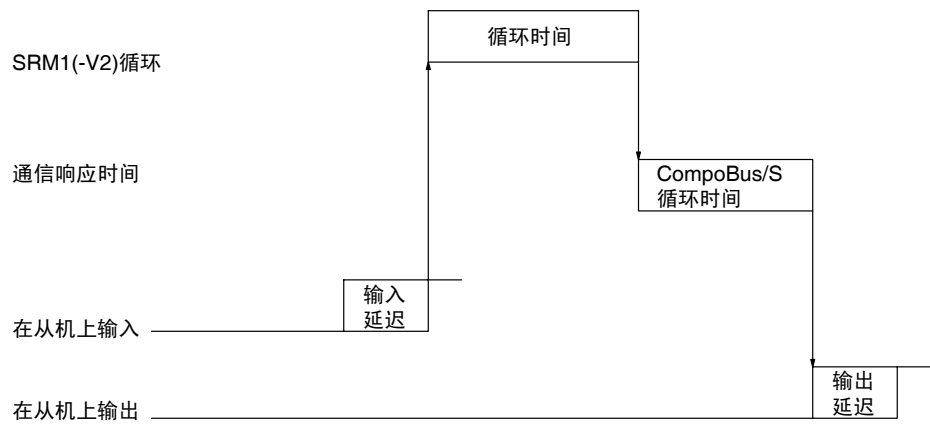 循环时间
SRM1(-V2)循环
通信响应时间
CompoBus/S
循环时间
输入
延迟
在从机上输入
输出
延迟
在从机上输出